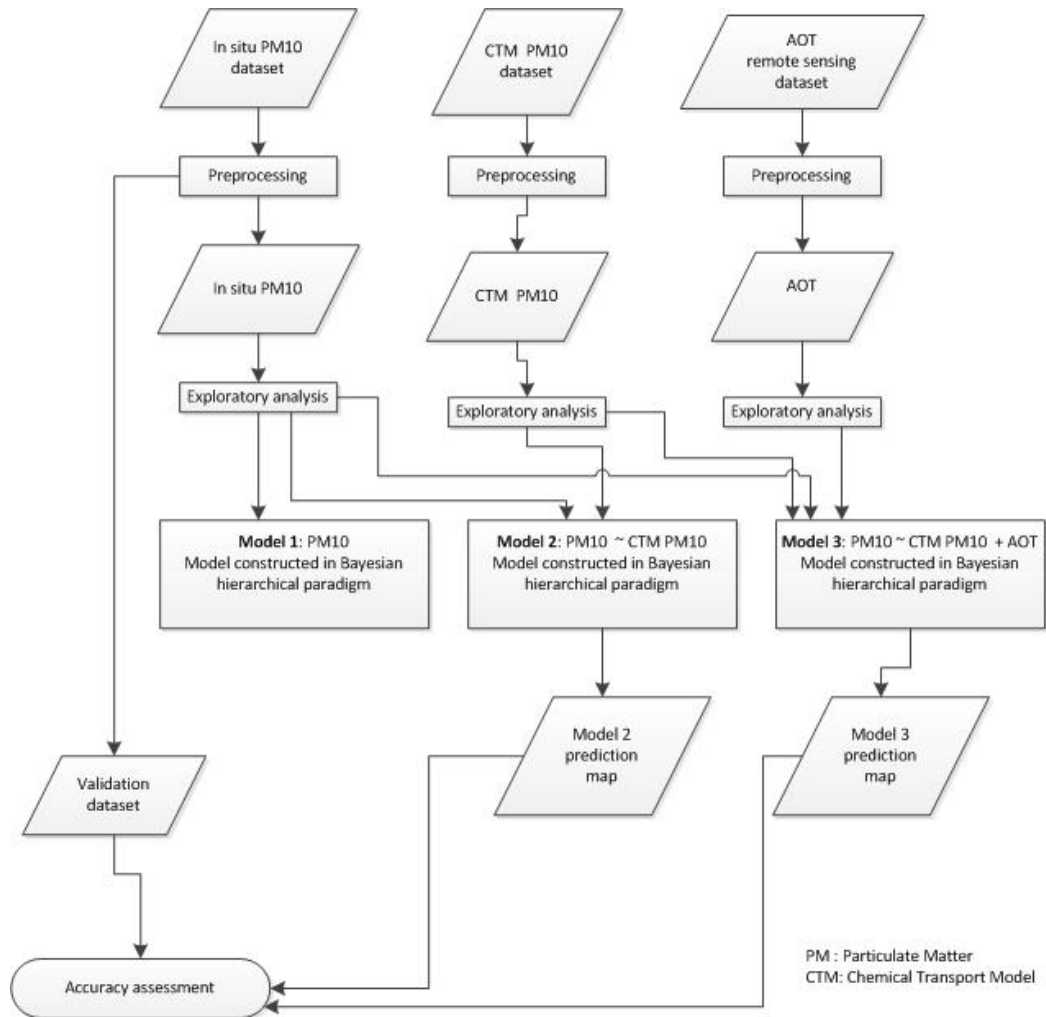 In situ PM10
dataset
CTM PM10
dataset
AOT
remote sensing
dataset
Preprocessing
Preprocessing
Preprocessing
In situ PM10
CTM PM10
AOT
Exploratory analysis
Exploratory analysis
Exploratory analysis
Model 1: PM10
Model constructed in Bayesian
hierarchical paradigm
Model 2: PM10 ~ CTM PM10
Model constructed in Bayesian
hierarchical paradigm
Model 3: PM10 ~ CTM PM10 + AOT
Model constructed in Bayesian
hierarchical paradigm
Model 2
prediction
map
Model 3
prediction
map
Validation
dataset
Accuracy assessment
PM : Particulate Matter
CTM: Chemical Transport Model